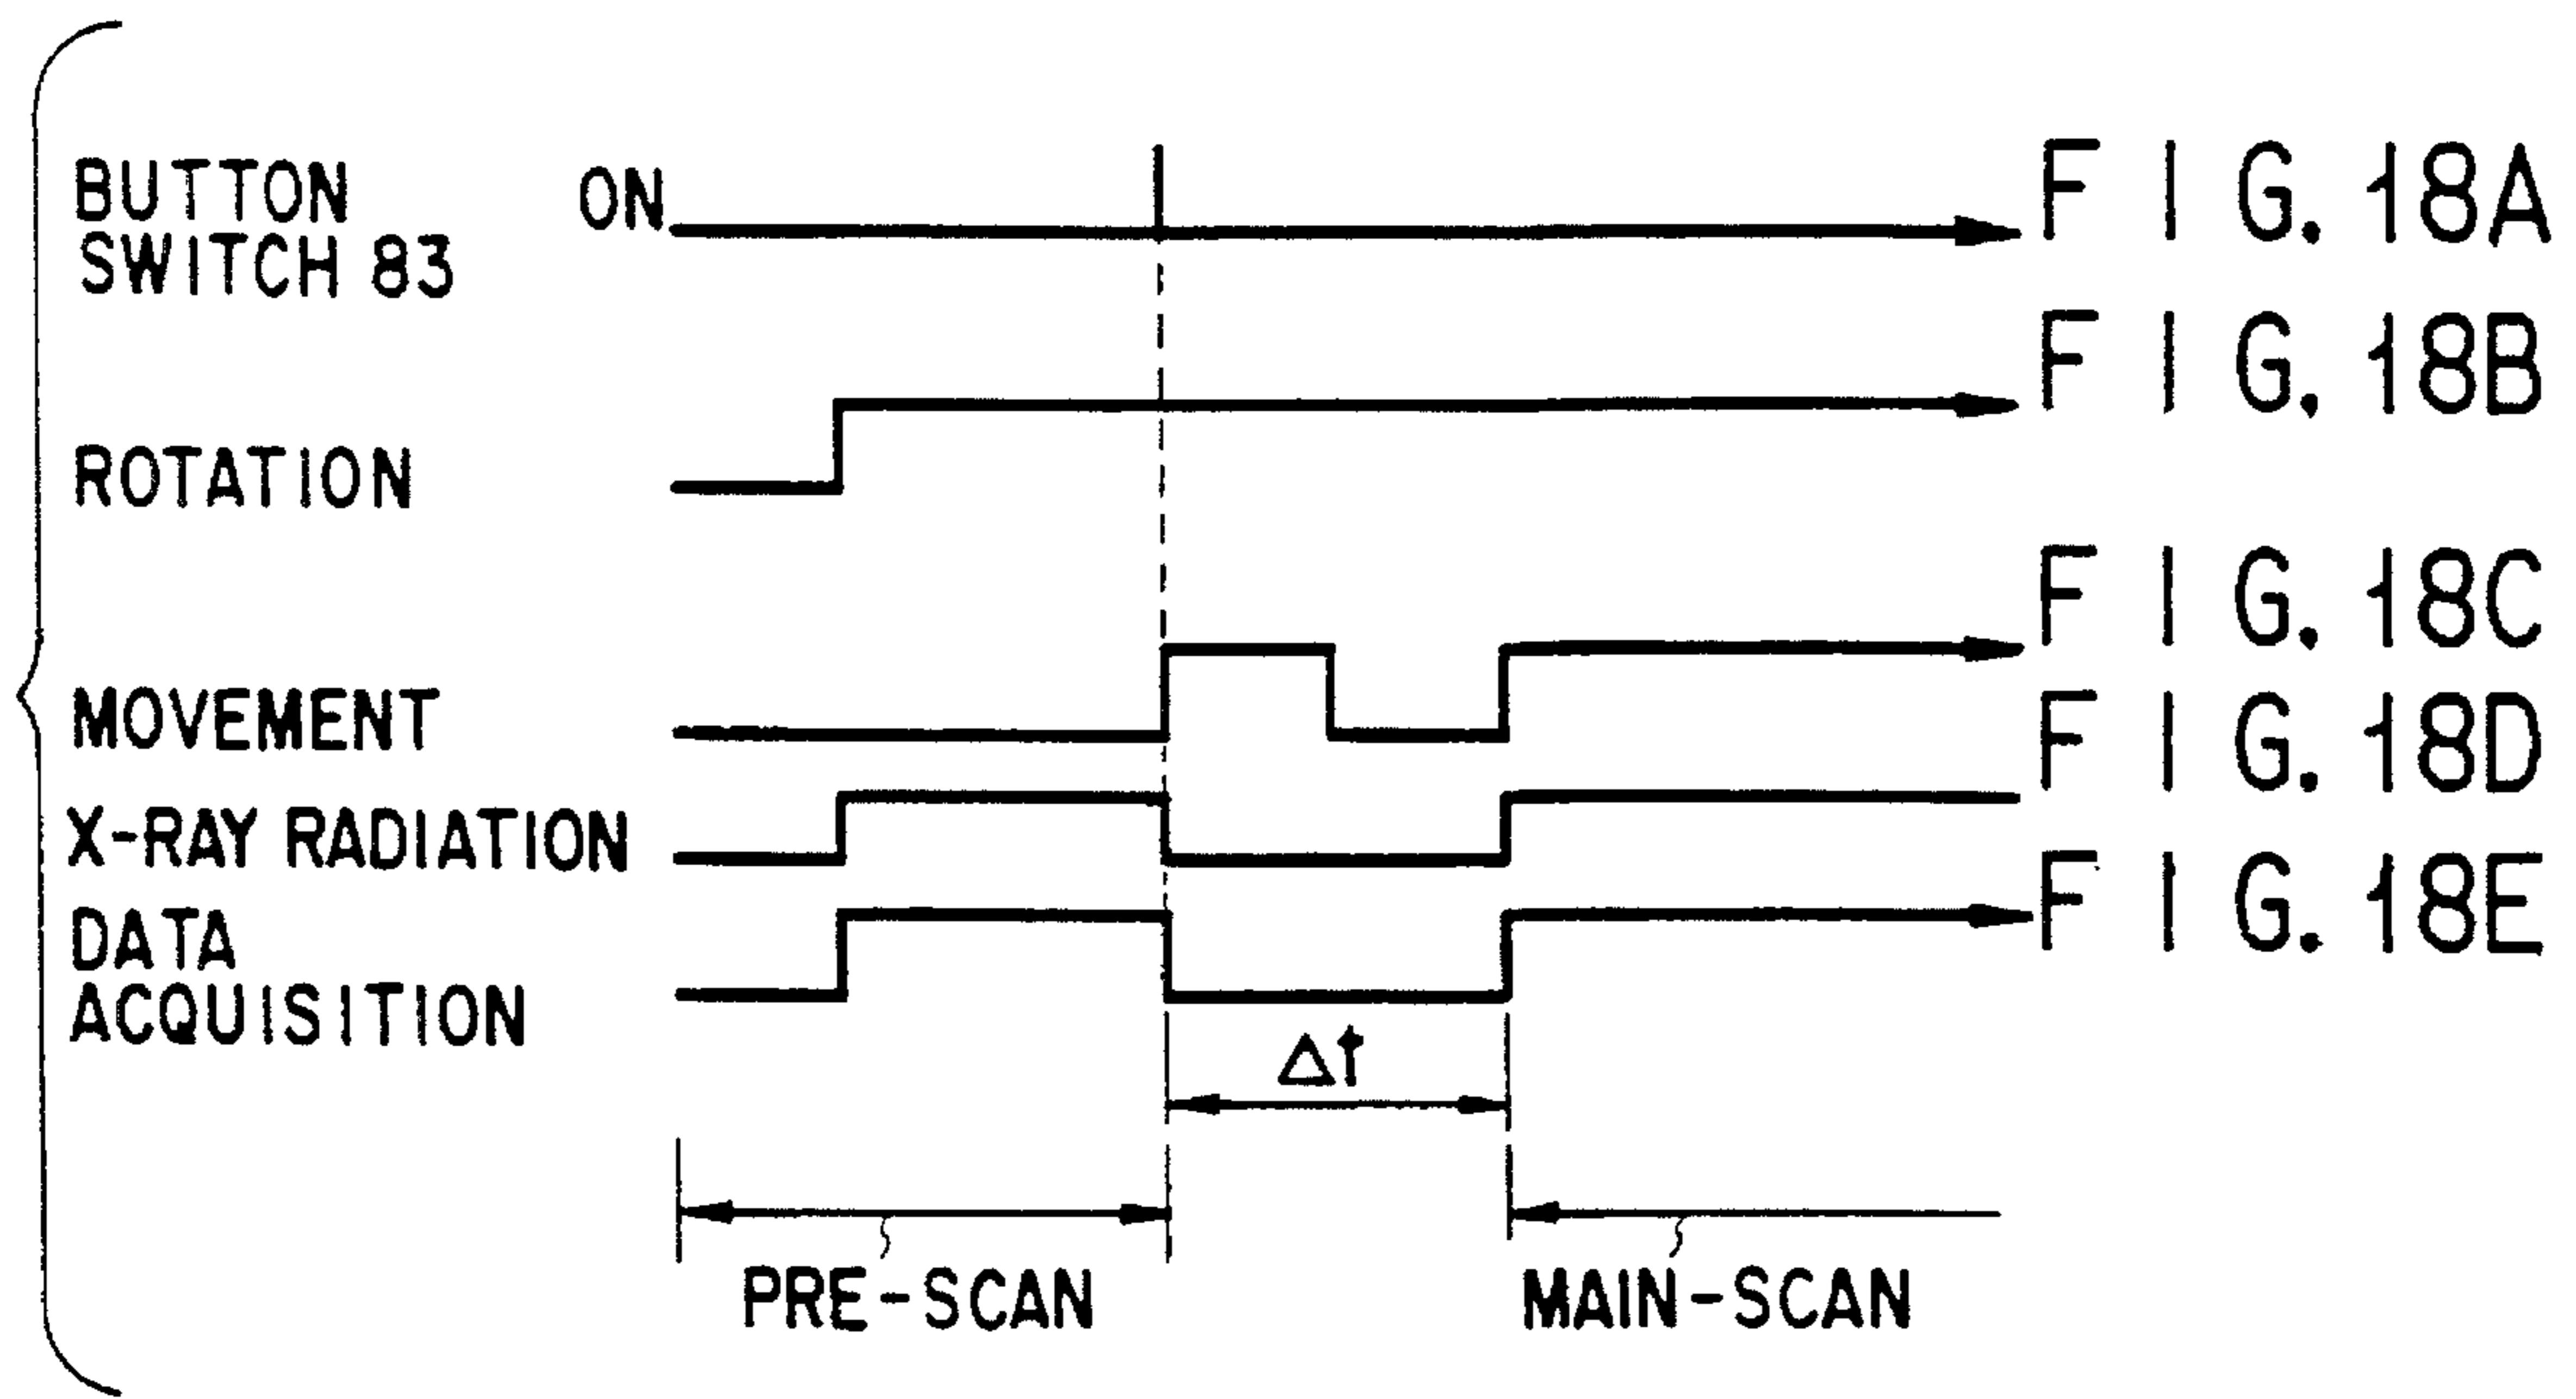 BUTTON
SWITCH 83
ON
FIG. 18A
FIG. 18B
ROTATION
FIG. 18C
MOVEMENT
FIG. 18D
X-RAY RADIATION
FIG. 18E
DATA
ACQUISITION
Δt
PRE-SCAN
MAIN-SCAN